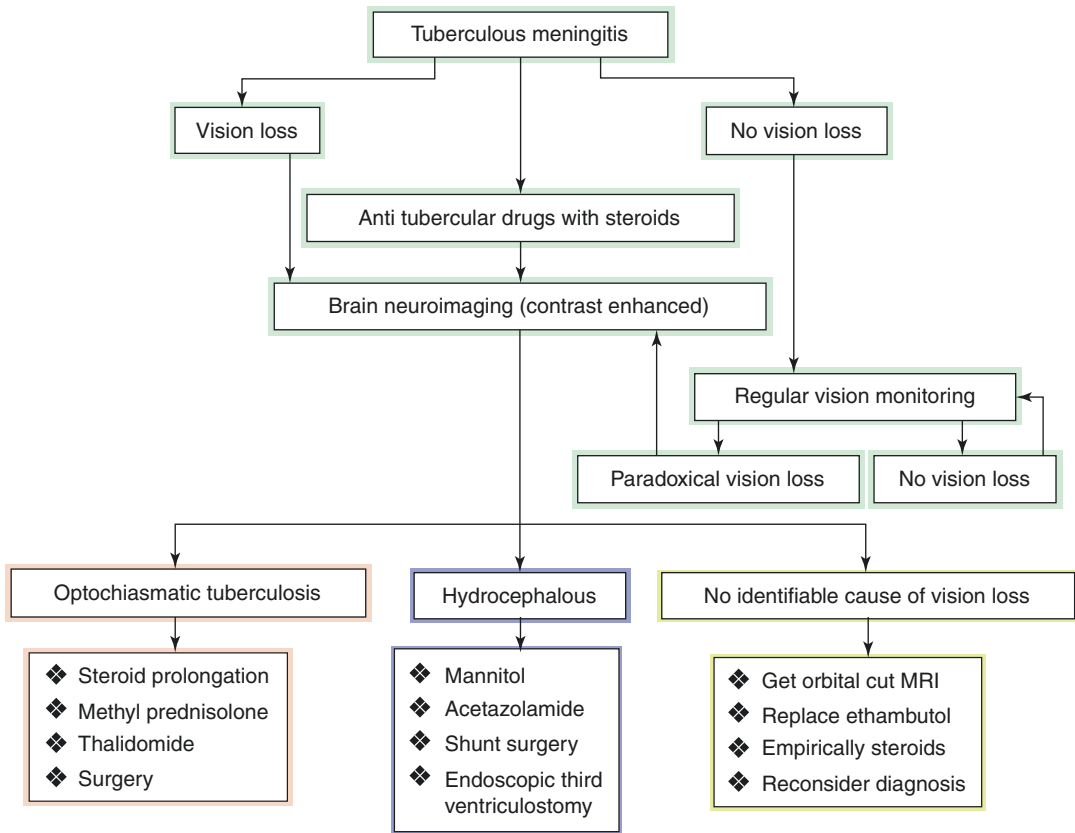 Tuberculous meningitis
Vision loss
No vision loss
Anti tubercular drugs with steroids
Brain neuroimaging (contrast enhanced)
Regular vision monitoring
Paradoxical vision loss
No vision loss
Optochiasmatic tuberculosis
Hydrocephalous
No identifiable cause of vision loss
❖ Steroid prolongation
❖ Methyl prednisolone
❖ Thalidomide
❖ Surgery
❖ Mannitol
❖ Acetazolamide
❖ Shunt surgery
❖ Endoscopic third
ventriculostomy
❖ Get orbital cut MRI
❖ Replace ethambutol
❖ Empirically steroids
❖ Reconsider diagnosis